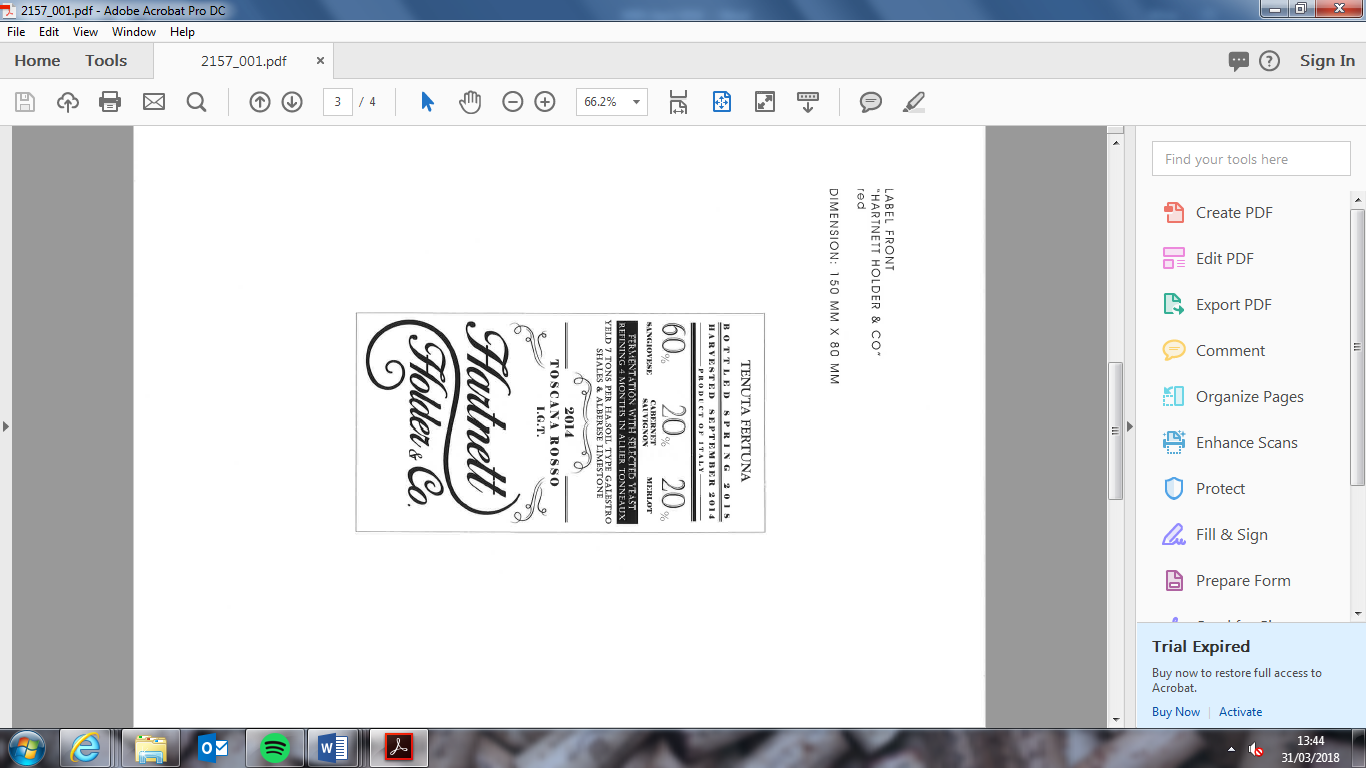 2157_001.pdf - Adobe Acrobat Pro DC
File Edit View Window Help
Home Tools 2157_001.pdf × Sign In
3 / 4 66.2%
LABEL FRONT
"HARTNETT HOLDER & CO"
red
DIMENSION: 150 MM X 80 MM
TENUTA FERTUNA
BOTTLED SPRING 2018
HARVESTED SEPTEMBER 2014
PRODUCT OF ITALY
60% 20% 20%
SANGIOVESE CABERNET SAUVIGNON MERLOT
FERMENTATION WITH SELECTED YEAST
REFINING 4 MONTHS IN ALLIER TONNEAUX
YELD 7 TONS PER HA.SOIL TYPE GALESTRO
SHALES & ALBERESE LIMESTONE
2014
TOSCANA ROSSO
I.G.T.
Hartnett
Holder & Co.
Find your tools here
Create PDF
Edit PDF
Export PDF
Comment
Organize Pages
Enhance Scans
Protect
Fill & Sign
Prepare Form
Trial Expired
Buy now to restore full access to
Acrobat.
Buy Now | Activate
13:44
31/03/2018